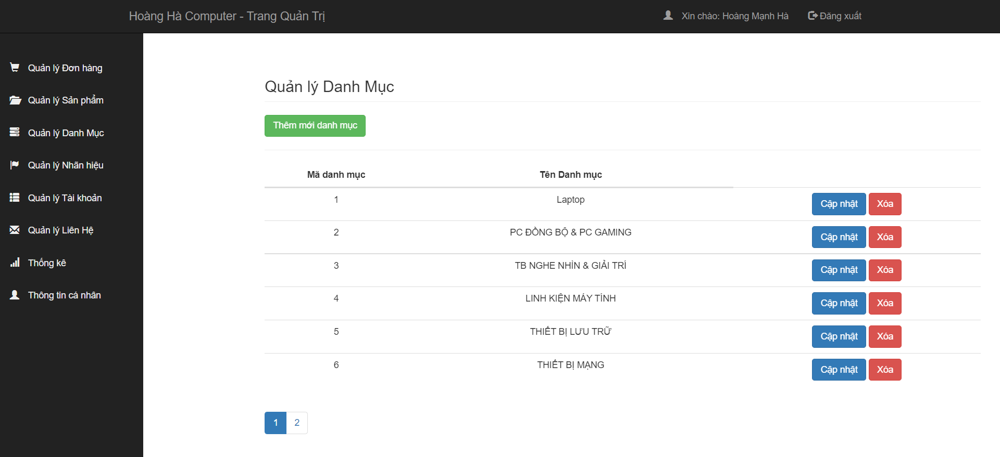 Hoàng Hà Computer - Trang Quản Trị
Xin chào: Hoàng Mạnh Hà
Đăng xuất
Quản lý Đơn hàng
Quản lý Sản phẩm
Quản lý Danh Mục
Quản lý Nhãn hiệu
Quản lý Tài khoản
Quản lý Liên Hệ
Thống kê
Thông tin cá nhân
Quản lý Danh Mục
Thêm mới danh mục
Mã danh mục Tên Danh mục
1 Laptop Cập nhật Xóa
2 PC ĐỒNG BỘ & PC GAMING Cập nhật Xóa
3 TB NGHE NHÌN & GIẢI TRÍ Cập nhật Xóa
4 LINH KIỆN MÁY TÍNH Cập nhật Xóa
5 THIẾT BỊ LƯU TRỮ Cập nhật Xóa
6 THIẾT BỊ MẠNG Cập nhật Xóa
1 2